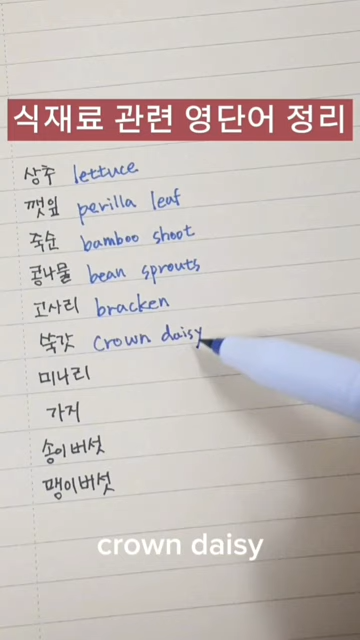 식재료 관련 영단어 정리
상추 lettuce
깻잎 perilla leaf
죽순 bamboo shoot
콩나물 bean sprouts
고사리 bracken
쑥갓 crown daisy
미나리
가지
송이버섯
팽이버섯
crown daisy